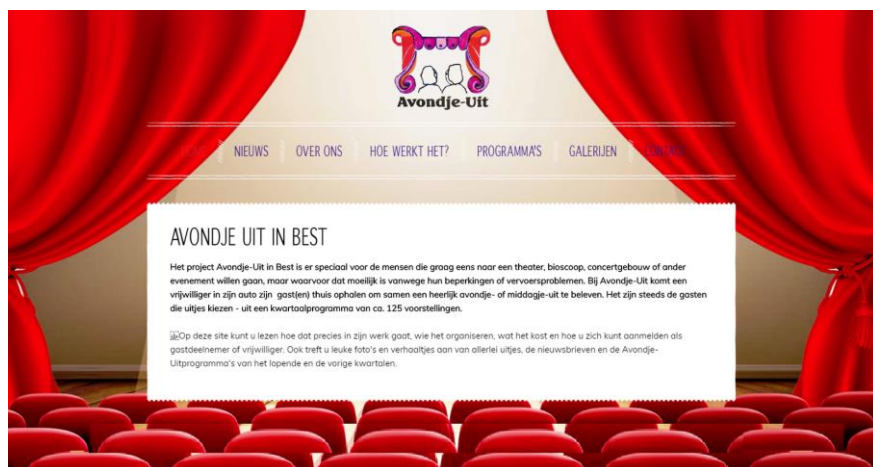 Avondje-Uit
HOME NIEUWS OVER ONS HOE WERKT HET? PROGRAMMA'S GALERIJEN CONTACT
AVONDJE UIT IN BEST
Het project Avondje-Uit in Best is er speciaal voor de mensen die graag eens naar een theater, bioscoop, concertgebouw of ander
evenement willen gaan, maar waarvoor dat moeilijk is vanwege hun beperkingen of vervoersproblemen. Bij Avondje-Uit komt een
vrijwilliger in zijn auto zijn gast(en) thuis ophalen om samen een heerlijk avondje- of middagje-uit te beleven. Het zijn steeds de gasten
die uitjes kiezen - uit een kwartaalprogramma van ca. 125 voorstellingen.
Op deze site kunt u lezen hoe dat precies in zijn werk gaat, wie het organiseren, wat het kost en hoe u zich kunt aanmelden als
gastdeelnemer of vrijwilliger. Ook treft u leuke foto's en verhaaltjes aan van allerlei uitjes, de nieuwsbrieven en de Avondje-
Uitprogramma's van het lopende en de vorige kwartalen.